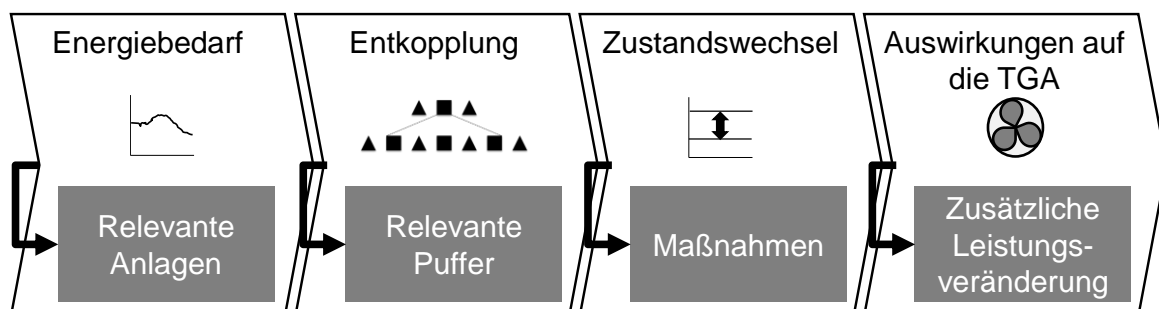 Energiebedarf
Relevante
Anlagen
Entkopplung
Relevante
Puffer
Zustandswechsel
Maßnahmen
Auswirkungen auf
die TGA
Zusätzliche
Leistungs-
veränderung